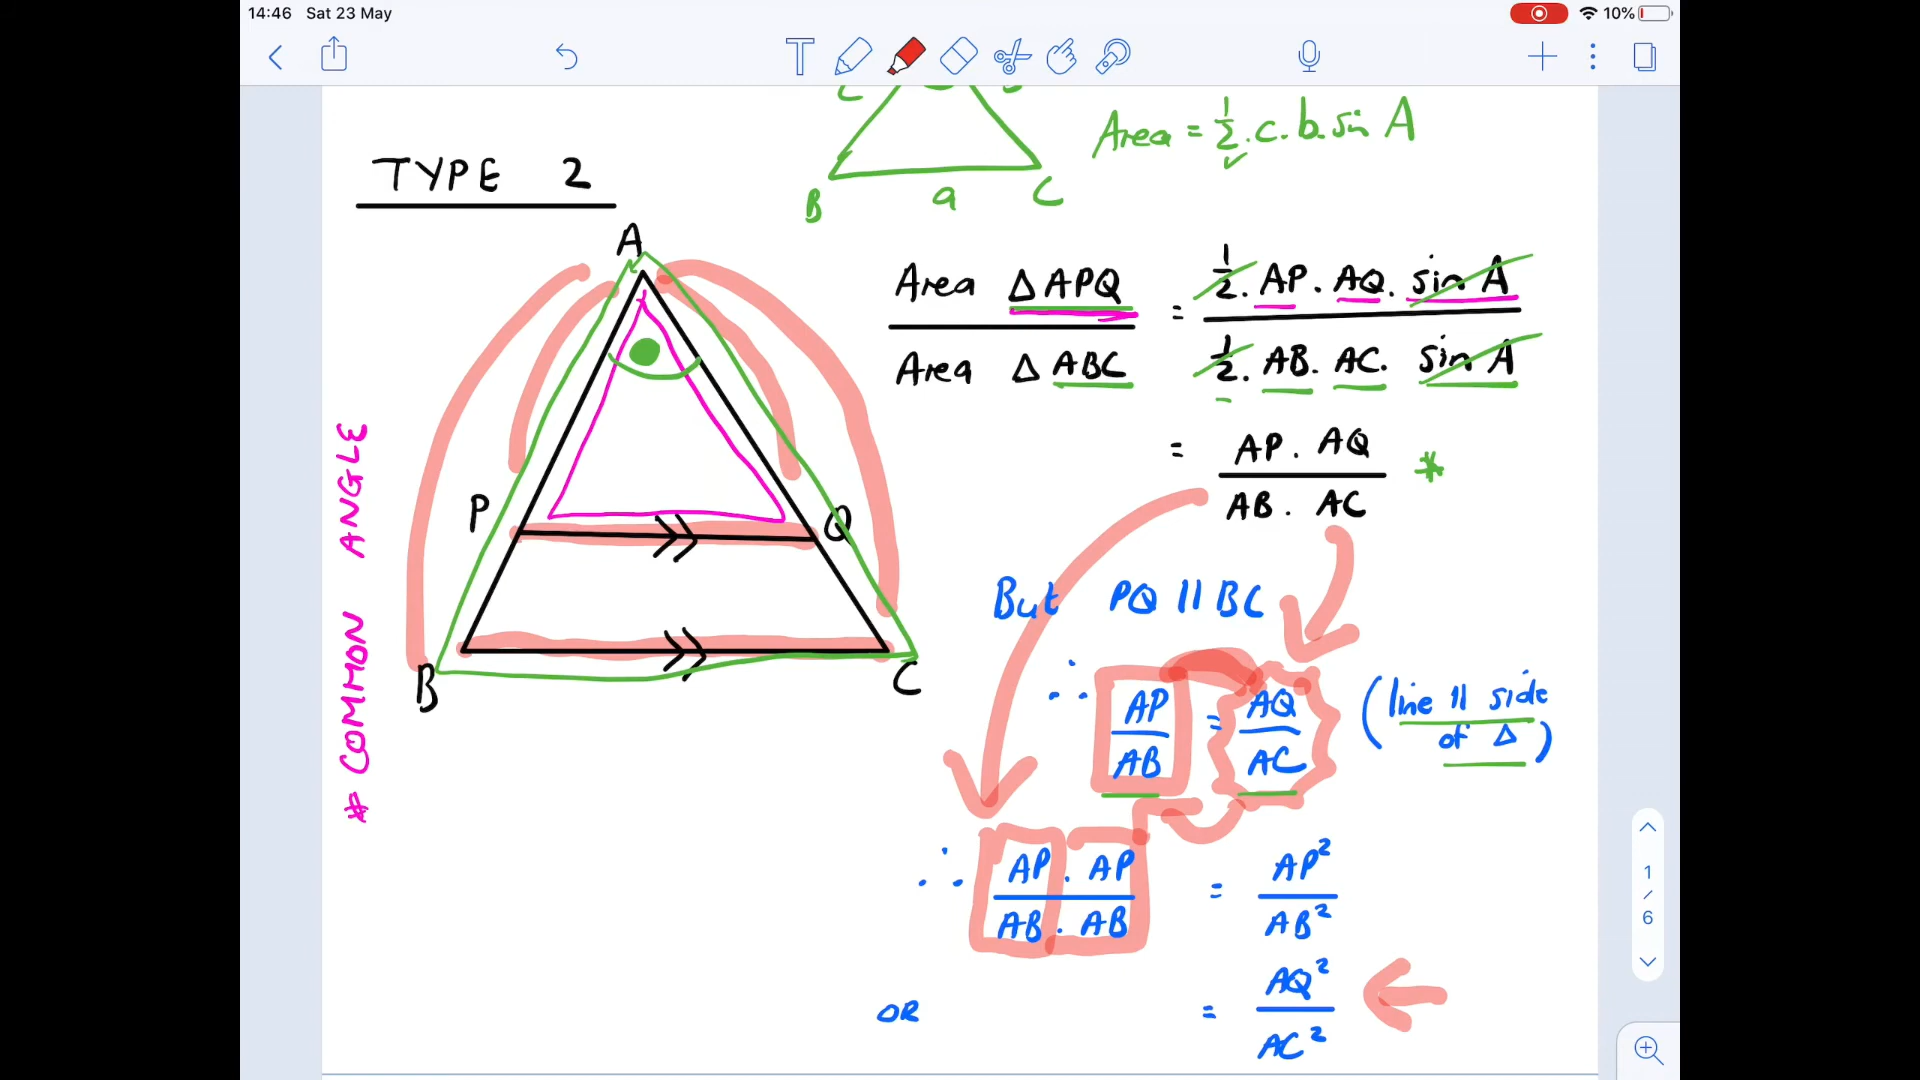 14:46 Sat 23 May
10%
T
B a C
Area = 1/2 . c . b . sin A
TYPE 2
A
P Q
B C
* COMMON ANGLE
Area Δ APQ / Area Δ ABC = 1/2 . AP . AQ . sin A / 1/2 . AB . AC . sin A
= AP . AQ / AB . AC *
But PQ || BC
∴ AP/AB = AQ/AC (line || side of Δ)
∴ AP . AP / AB . AB = AP² / AB²
OR = AQ² / AC²
1 / 6